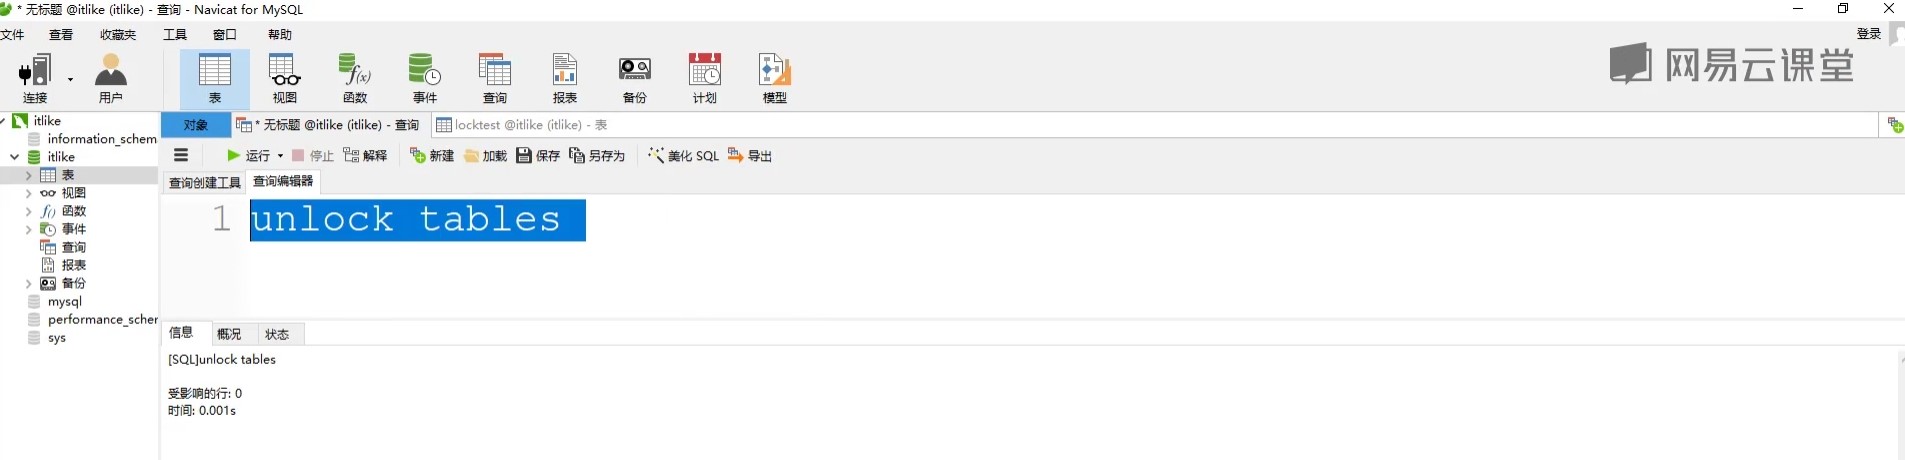 * 无标题 @itlike (itlike) - 查询 - Navicat for MySQL
文件 查看 收藏夹 工具 窗口 帮助 登录
网易云课堂
连接 用户 表 视图 函数 事件 查询 报表 备份 计划 模型
itlike
information_schem
itlike
表
视图
函数
事件
查询
报表
备份
mysql
performance_scher
sys
对象 * 无标题 @itlike (itlike) - 查询 locktest @itlike (itlike) - 表
运行 停止 解释 新建 加载 保存 另存为 美化 SQL 导出
查询创建工具 查询编辑器
1 unlock tables
信息 概况 状态
[SQL]unlock tables
受影响的行: 0
时间: 0.001s